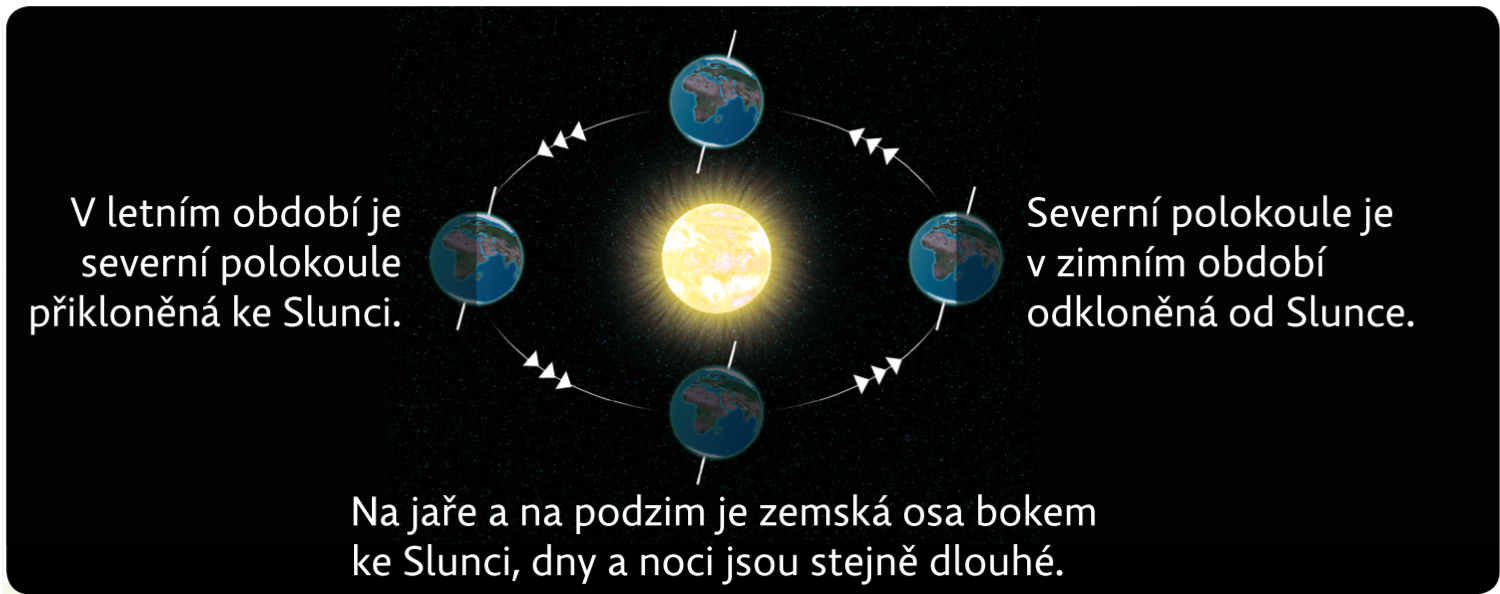 V letním období je
severní polokoule
přikloněná ke Slunci.
Severní polokoule je
v zimním období
odkloněná od Slunce.
Na jaře a na podzim je zemská osa bokem
ke Slunci, dny a noci jsou stejně dlouhé.